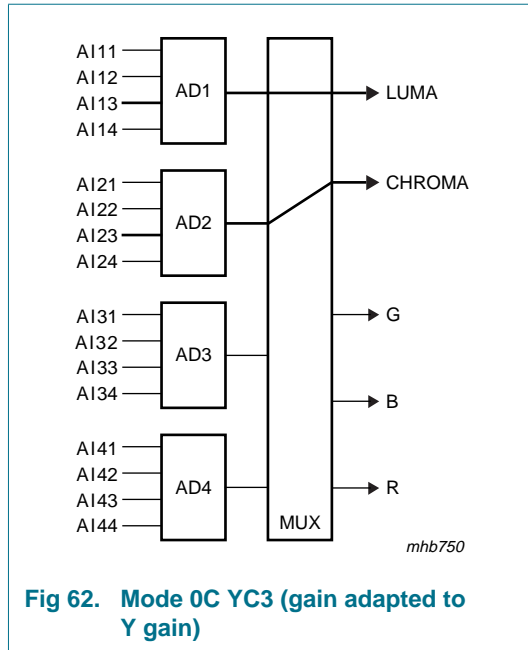 AI11
AI12
AI13
AI14
AD1
LUMA
AI21
AI22
AI23
AI24
AD2
CHROMA
AI31
AI32
AI33
AI34
AD3
G
B
AI41
AI42
AI43
AI44
AD4
R
MUX
mhb750
Fig 62. Mode 0C YC3 (gain adapted to
Y gain)